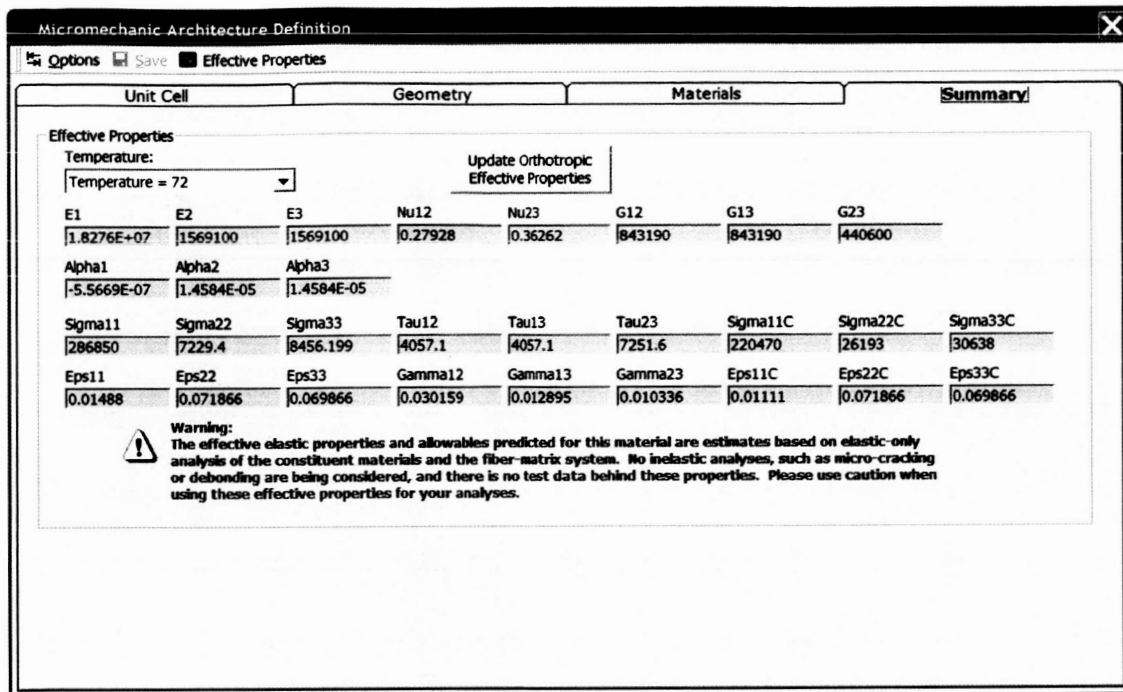 Micromechanic Architecture Definition
Options Save Effective Properties
Unit Cell Geometry Materials Summary
Effective Properties
Temperature:
Temperature = 72
Update Orthotropic
Effective Properties
E1 E2 E3 Nu12 Nu23 G12 G13 G23
1.8276E+07 1569100 1569100 0.27928 0.36262 843190 843190 440600
Alpha1 Alpha2 Alpha3
-5.5669E-07 1.4584E-05 1.4584E-05
Sigma11 Sigma22 Sigma33 Tau12 Tau13 Tau23 Sigma11C Sigma22C Sigma33C
286850 7229.4 8456.199 4057.1 4057.1 7251.6 220470 26193 30638
Eps11 Eps22 Eps33 Gamma12 Gamma13 Gamma23 Eps11C Eps22C Eps33C
0.01488 0.071866 0.069866 0.030159 0.012895 0.010336 0.01111 0.071866 0.069866
Warning:
The effective elastic properties and allowables predicted for this material are estimates based on elastic-only
analysis of the constituent materials and the fiber-matrix system. No inelastic analyses, such as micro-cracking
or debonding are being considered, and there is no test data behind these properties. Please use caution when
using these effective properties for your analyses.